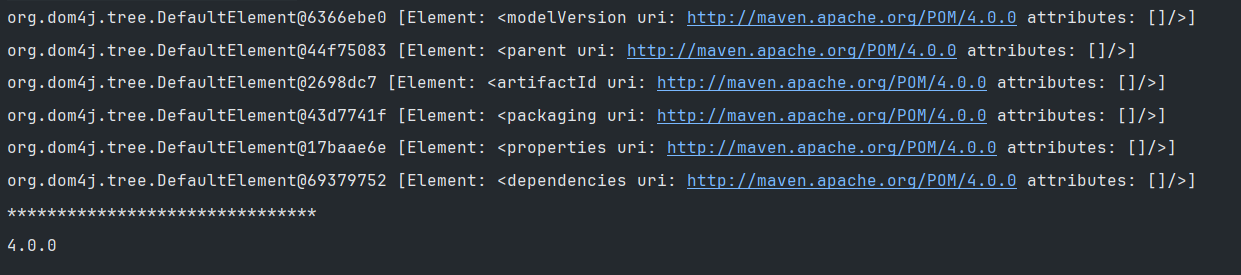 org.dom4j.tree.DefaultElement@6366ebe0 [Element: <modelVersion uri: http://maven.apache.org/POM/4.0.0 attributes: []/>]
org.dom4j.tree.DefaultElement@44f75083 [Element: <parent uri: http://maven.apache.org/POM/4.0.0 attributes: []/>]
org.dom4j.tree.DefaultElement@2698dc7 [Element: <artifactId uri: http://maven.apache.org/POM/4.0.0 attributes: []/>]
org.dom4j.tree.DefaultElement@43d7741f [Element: <packaging uri: http://maven.apache.org/POM/4.0.0 attributes: []/>]
org.dom4j.tree.DefaultElement@17baae6e [Element: <properties uri: http://maven.apache.org/POM/4.0.0 attributes: []/>]
org.dom4j.tree.DefaultElement@69379752 [Element: <dependencies uri: http://maven.apache.org/POM/4.0.0 attributes: []/>]
*******************************
4.0.0